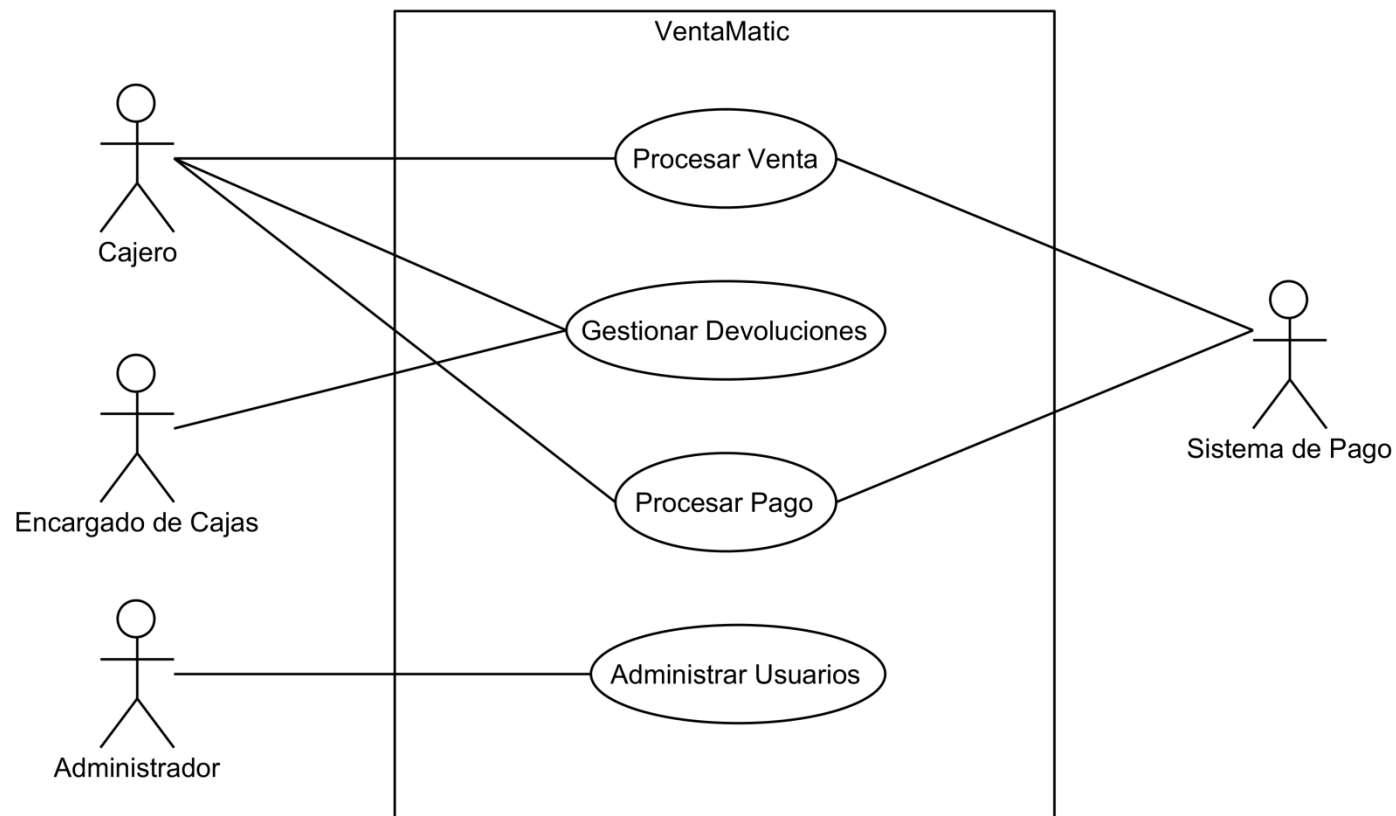 VentaMatic
Procesar Venta
Cajero
Gestionar Devoluciones
Sistema de Pago
Procesar Pago
Encargado de Cajas
Administrar Usuarios
Administrador